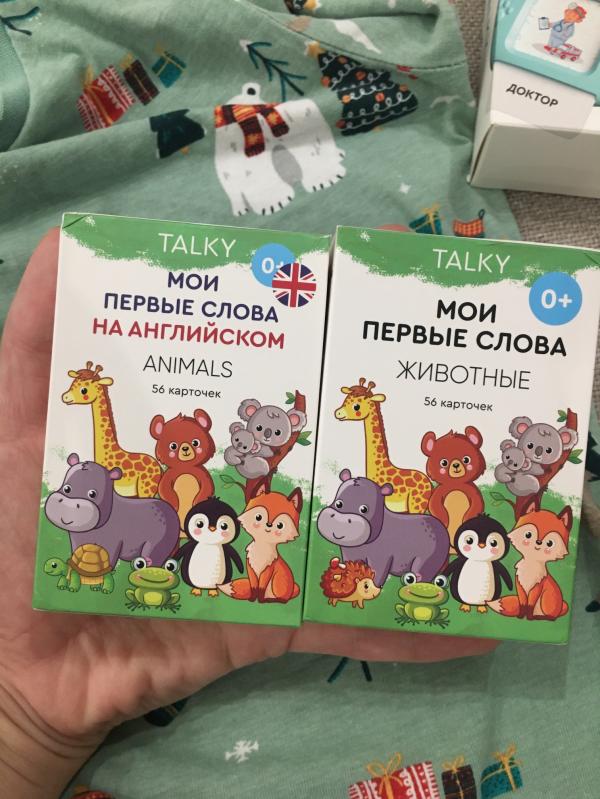 ДОКТОР
TALKY
0+
МОИ
ПЕРВЫЕ СЛОВА
НА АНГЛИЙСКОМ
ANIMALS
56 карточек
TALKY
0+
МОИ
ПЕРВЫЕ СЛОВА
ЖИВОТНЫЕ
56 карточек